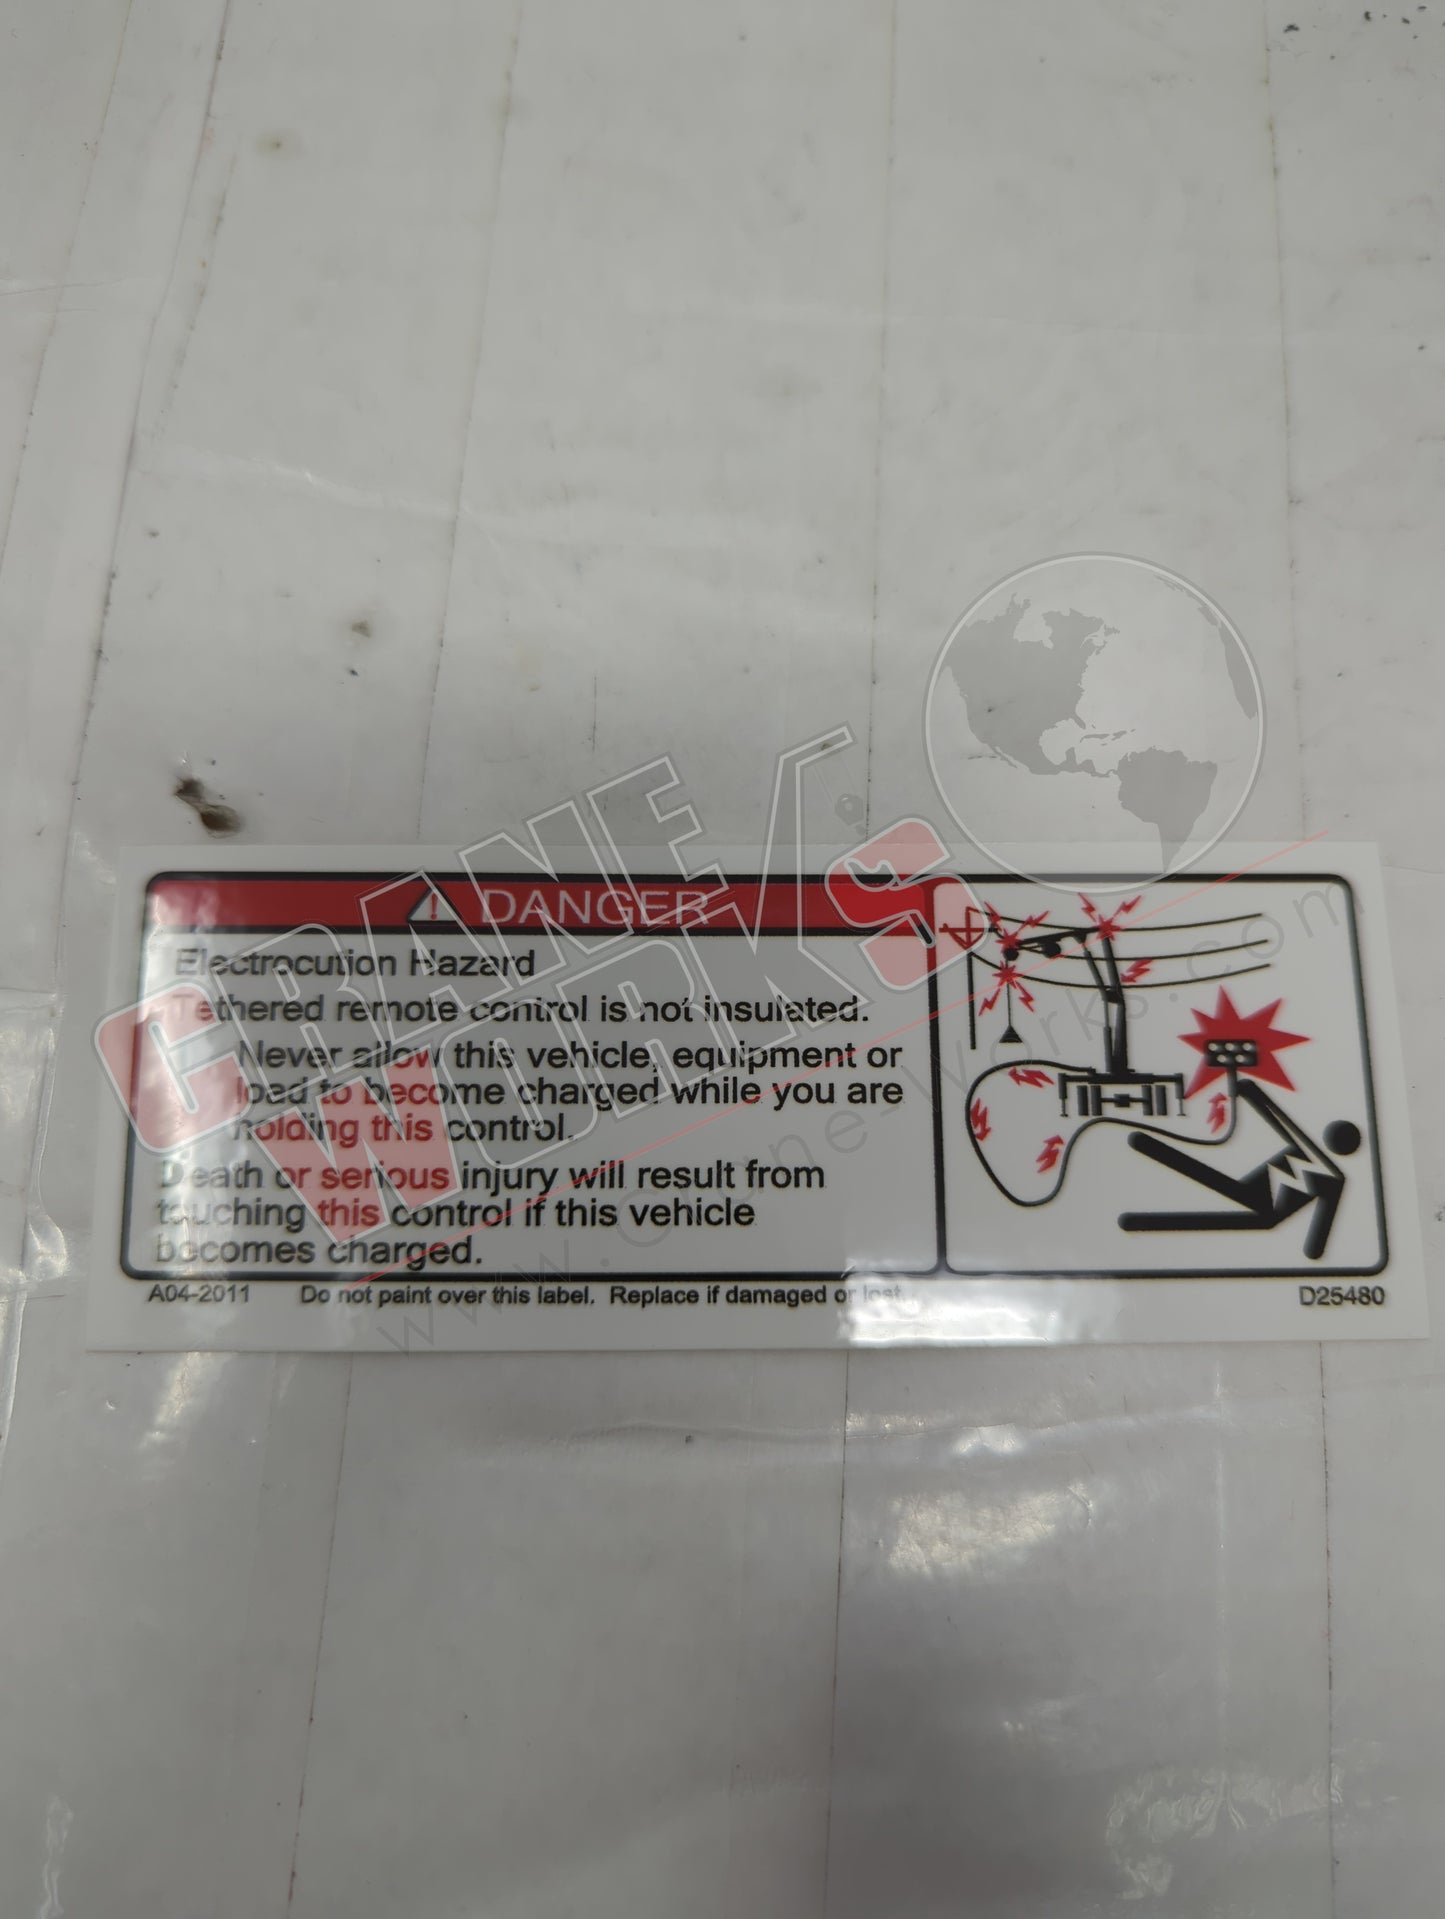 DANGER
Electrocution Hazard
Tethered remote control is not insulated.
Never allow this vehicle, equipment or
load to become charged while you are
holding this control.
Death or serious injury will result from
touching this control if this vehicle
becomes charged.
A04-2011 Do not paint over this label. Replace if damaged or lost.
D25480
CRANE
WORKS
www.crane-works.com